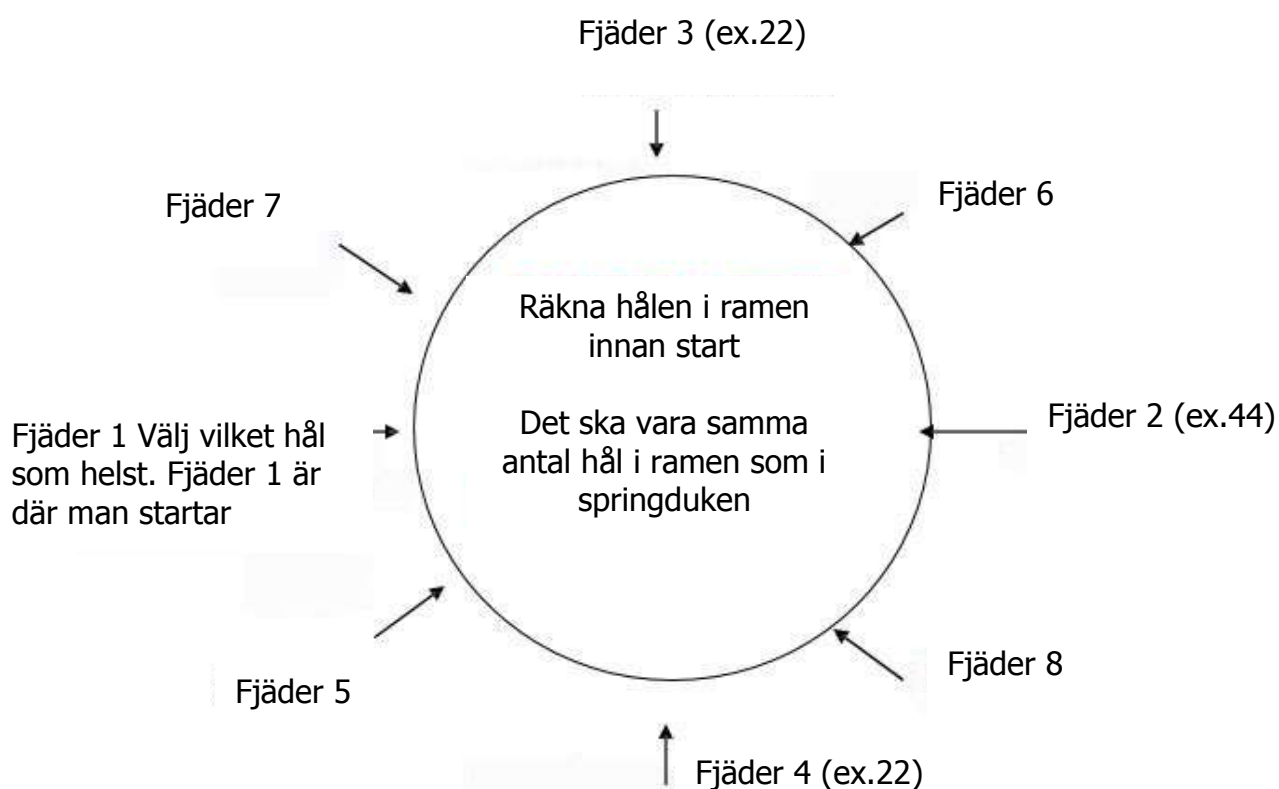 Fjäder 3 (ex.22)
Fjäder 7
Fjäder 6
Räkna hålen i ramen
innan start
Det ska vara samma
antal hål i ramen som i
springduken
Fjäder 1 Välj vilket hål
som helst. Fjäder 1 är
där man startar
Fjäder 2 (ex.44)
Fjäder 5
Fjäder 8
Fjäder 4 (ex.22)